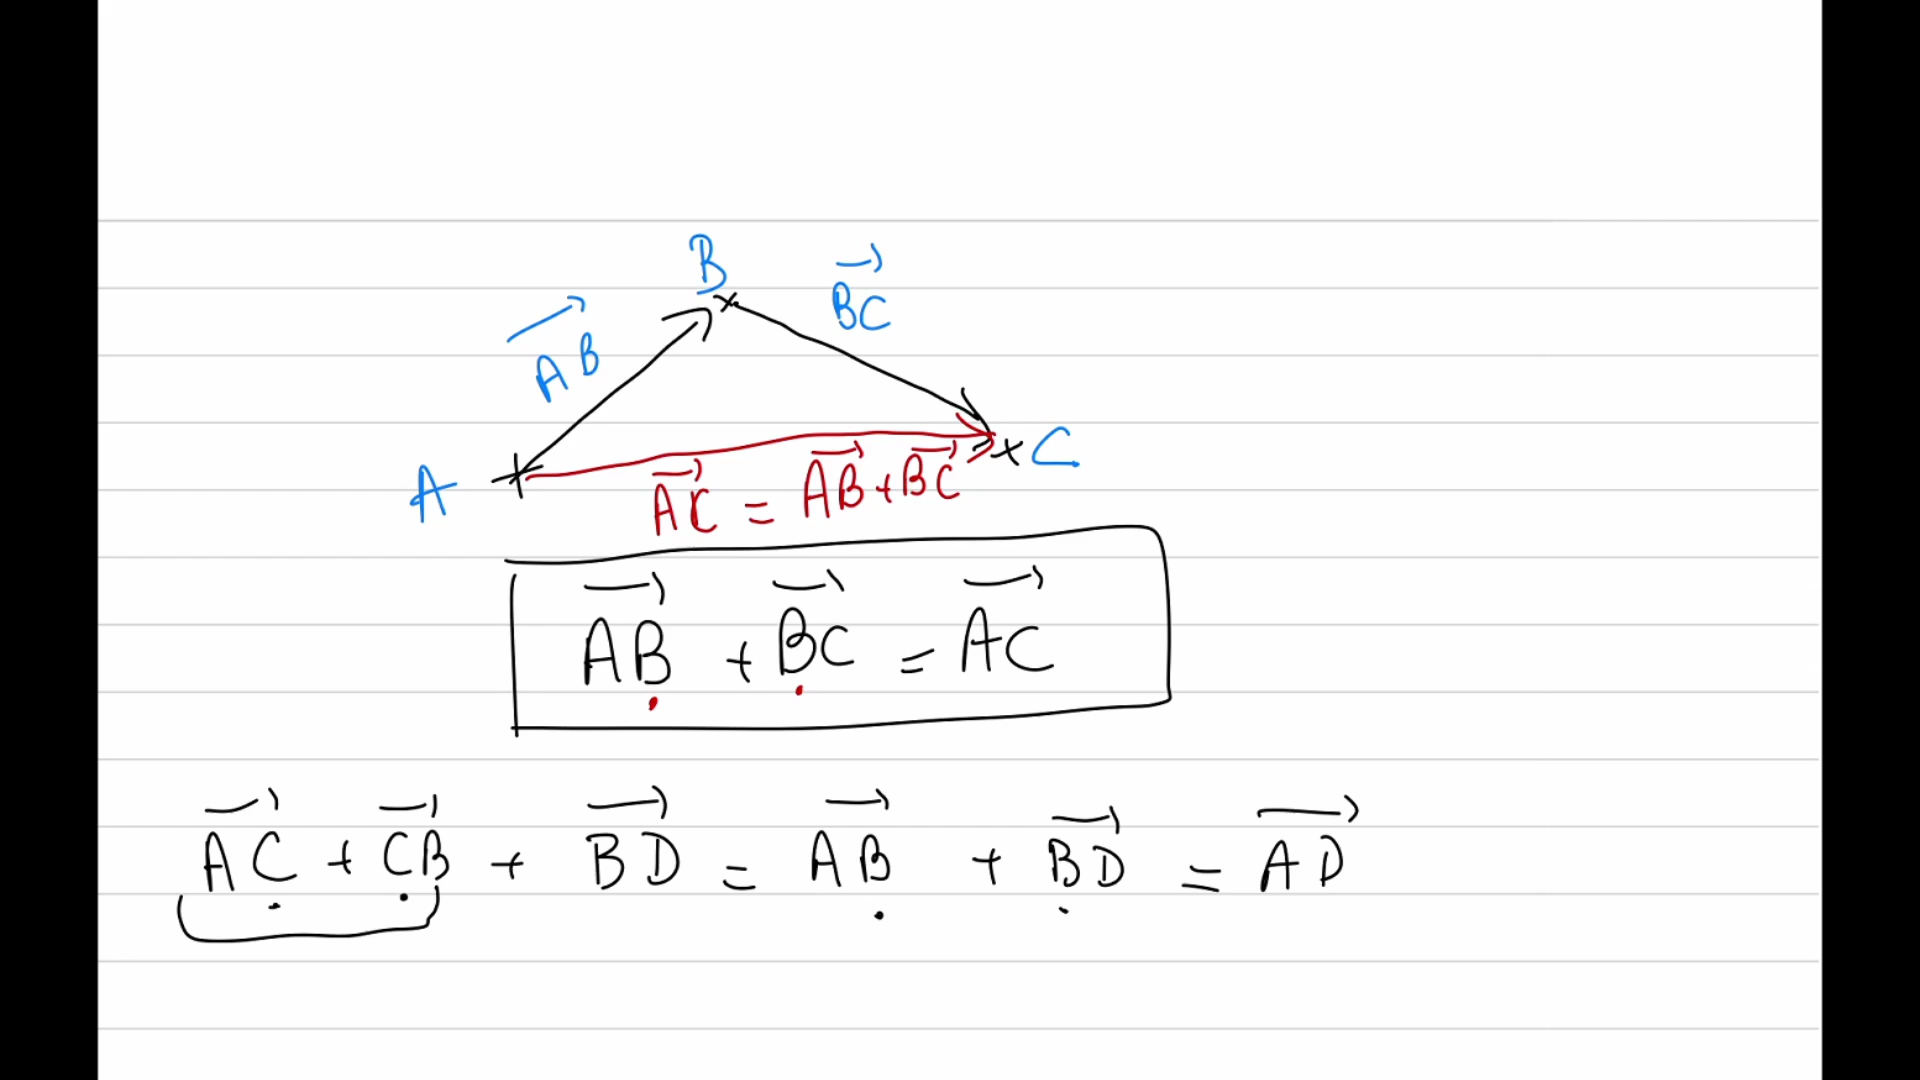 B
→BC
→AB
A
C
→AC = →AB + →BC
→AB + →BC = →AC
→AC + →CB + →BD = →AB + →BD = →AD